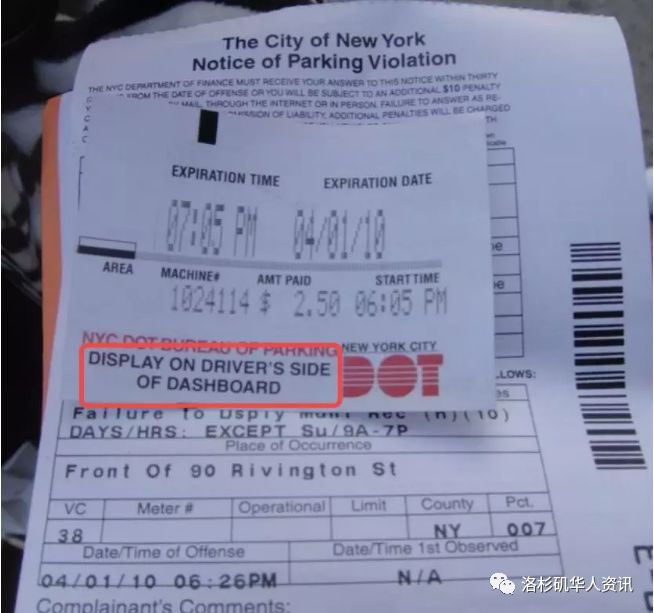 The City of New York
Notice of Parking Violation
THE NYC DEPARTMENT OF FINANCE MUST RECEIVE YOUR ANSWER TO THIS NOTICE WITHIN THIRTY
FROM THE DATE OF OFFENSE OR YOU WILL BE SUBJECT TO AN ADDITIONAL $10 PENALTY
MAIL, THROUGH THE INTERNET OR IN PERSON. FAILURE TO ANSWER AS RE-
MISSION OF LIABILITY, ADDITIONAL PENALTIES WILL BE CHARGED
EXPIRATION TIME EXPIRATION DATE
07:05 PM 04/01/10
AREA MACHINE# AMT PAID START TIME
1024114 $ 2.50 06:05 PM
NYC DOT BUREAU OF PARKING NEW YORK CITY
DISPLAY ON DRIVER'S SIDE
OF DASHBOARD
DOT
LLOWS:
Failure to Dsply Muni Rec (h)(10)
DAYS/HRS: EXCEPT Su/9A-7P
Place of Occurrence
Front Of 90 Rivington St
VC Meter # Operational Limit County Pct.
38 NY 007
Date/Time of Offense Date/Time 1st Observed
04/01/10 06:26PM N/A
Complainant's Comments:
洛杉矶华人资讯